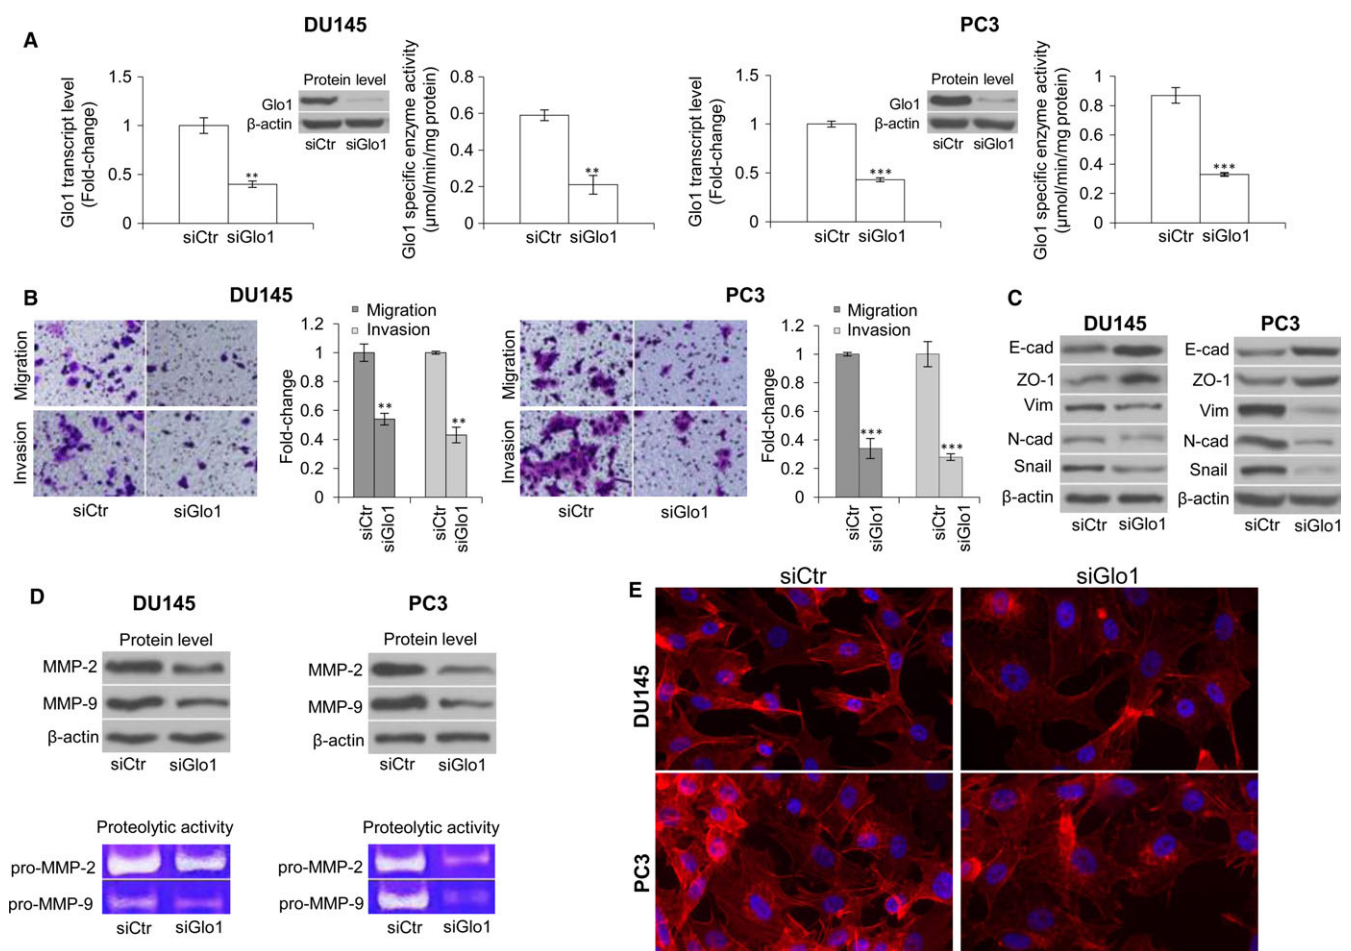 A
DU145
Glo1 transcript level
(Fold-change)
1.5
1
0.5
0
siCtr siGlo1
**
Protein level
Glo1
β-actin
siCtr siGlo1
Glo1 specific enzyme activity
(µmol/min/mg protein)
0.8
0.6
0.4
0.2
0
**
siCtr siGlo1
PC3
Glo1 transcript level
(Fold-change)
1.5
1
0.5
0
***
siCtr siGlo1
Protein level
Glo1
β-actin
siCtr siGlo1
Glo1 specific enzyme activity
(µmol/min/mg protein)
1
0.8
0.6
0.4
0.2
0
***
siCtr siGlo1
B
DU145
Migration
Invasion
siCtr siGlo1
Migration
Invasion
Fold-change
1.2
1
0.8
0.6
0.4
0.2
0
**
**
siCtr
siGlo1
siCtr
siGlo1
PC3
Migration
Invasion
siCtr siGlo1
Migration
Invasion
Fold-change
1.2
1
0.8
0.6
0.4
0.2
0
***
***
siCtr
siGlo1
siCtr
siGlo1
C
DU145
E-cad
ZO-1
Vim
N-cad
Snail
β-actin
siCtr siGlo1
PC3
E-cad
ZO-1
Vim
N-cad
Snail
β-actin
siCtr siGlo1
D
DU145
Protein level
MMP-2
MMP-9
β-actin
siCtr siGlo1
Proteolytic activity
pro-MMP-2
pro-MMP-9
siCtr siGlo1
PC3
Protein level
MMP-2
MMP-9
β-actin
siCtr siGlo1
Proteolytic activity
pro-MMP-2
pro-MMP-9
siCtr siGlo1
E
siCtr siGlo1
DU145
PC3